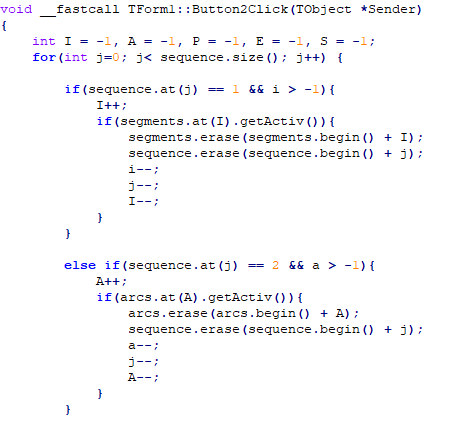 void __fastcall TForm1::Button2Click(TObject *Sender)
{
    int I = -1, A = -1, P = -1, E = -1, S = -1;
    for(int j=0; j< sequence.size(); j++) {

        if(sequence.at(j) == 1 && i > -1){
            I++;
            if(segments.at(I).getActiv()){
                segments.erase(segments.begin() + I);
                sequence.erase(sequence.begin() + j);
                i--;
                j--;
                I--;
            }
        }

        else if(sequence.at(j) == 2 && a > -1){
            A++;
            if(arcs.at(A).getActiv()){
                arcs.erase(arcs.begin() + A);
                sequence.erase(sequence.begin() + j);
                a--;
                j--;
                A--;
            }
        }